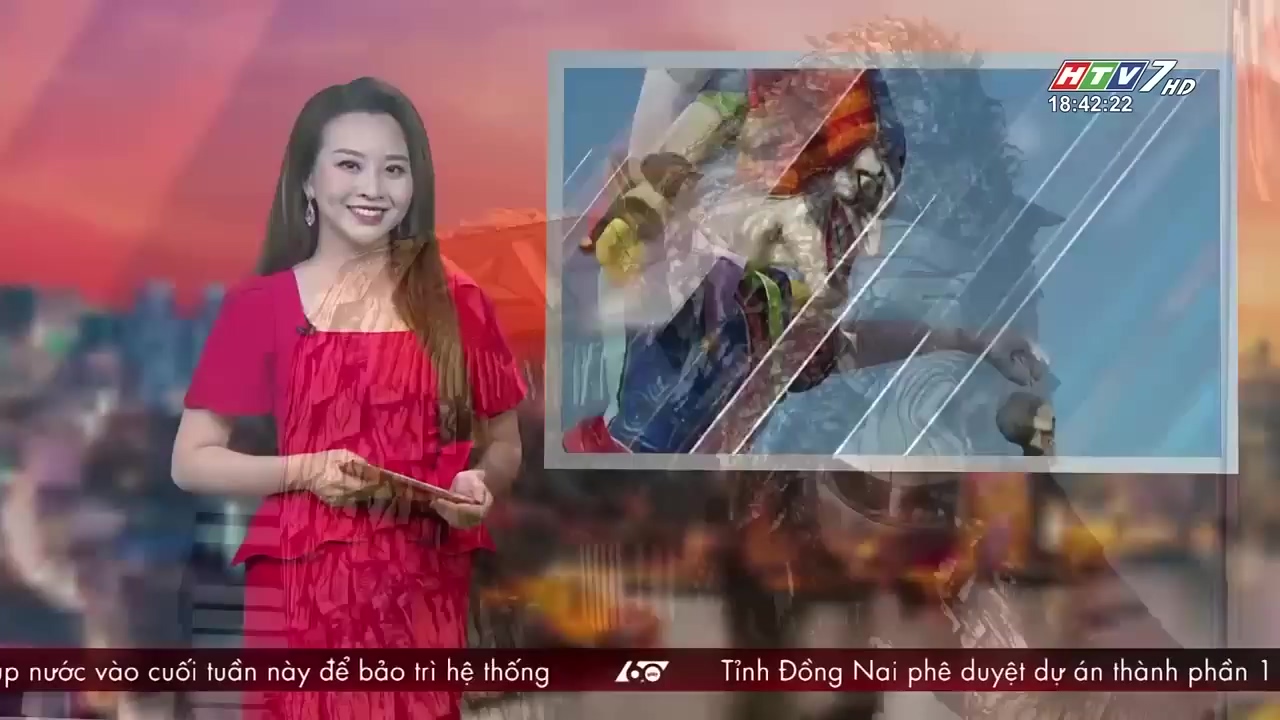 HTV7 HD
18:42:22
nước vào cuối tuần này để bảo trì hệ thống
60
Tỉnh Đồng Nai phê duyệt dự án thành phần 1